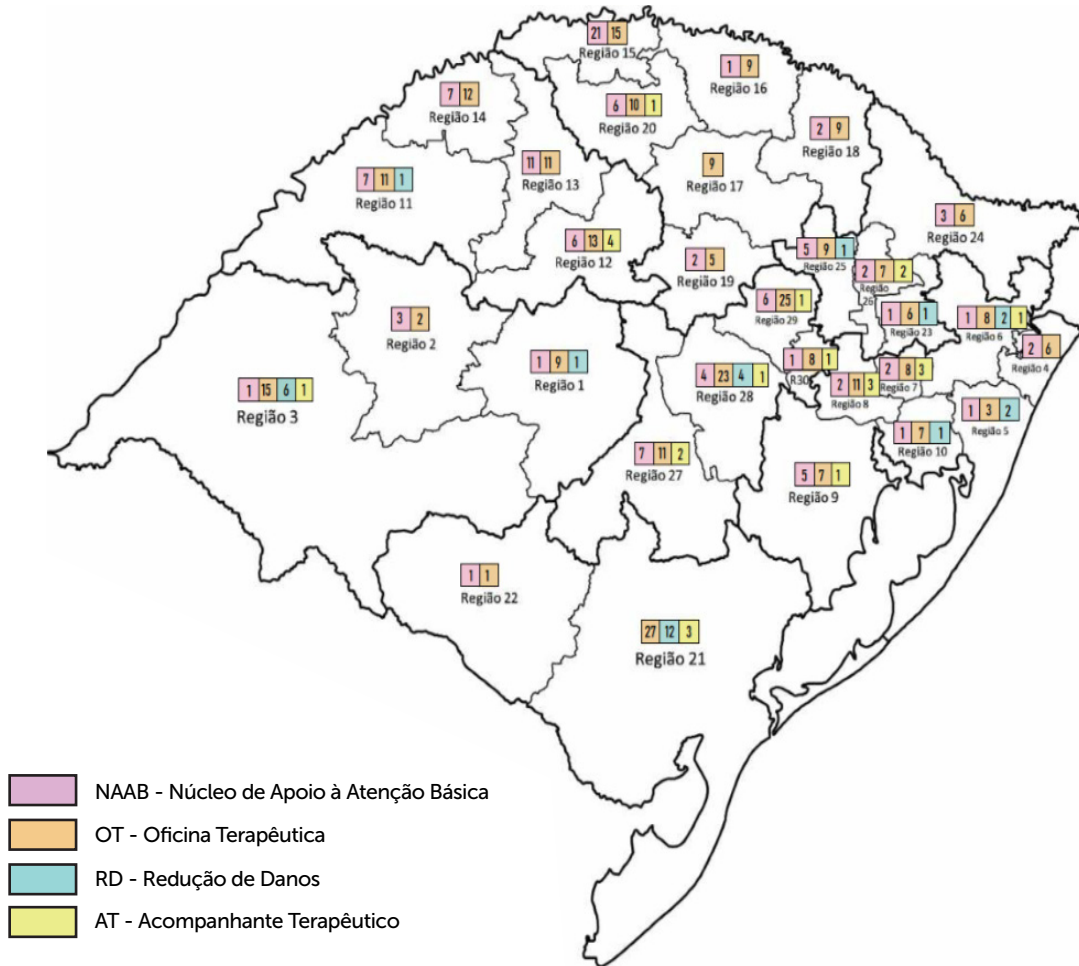 21 15
Região 15
1 9
Região 16
7 12
Região 14
6 10 1
Região 20
2 9
Região 18
11 11
Região 13
9
Região 17
7 11 1
Região 11
3 6
Região 24
6 13 4
Região 12
5 9 1
Região 25
2 5
Região 19
2 7 2
Região
26
6 25 1
Região 29
1 6 1
Região 23
1 8 2 1
Região 6
3 2
Região 2
2 6
Região 4
1 9 1
Região 1
1 8 1
R30
4 23 4 1
Região 28
2 8 3
Região 7
1 15 6 1
Região 3
2 11 3
Região 8
1 3 2
Região 5
1 7 1
Região 10
7 11 2
Região 27
5 7 1
Região 9
1 1
Região 22
27 12 3
Região 21
NAAB - Núcleo de Apoio à Atenção Básica
OT - Oficina Terapêutica
RD - Redução de Danos
AT - Acompanhante Terapêutico